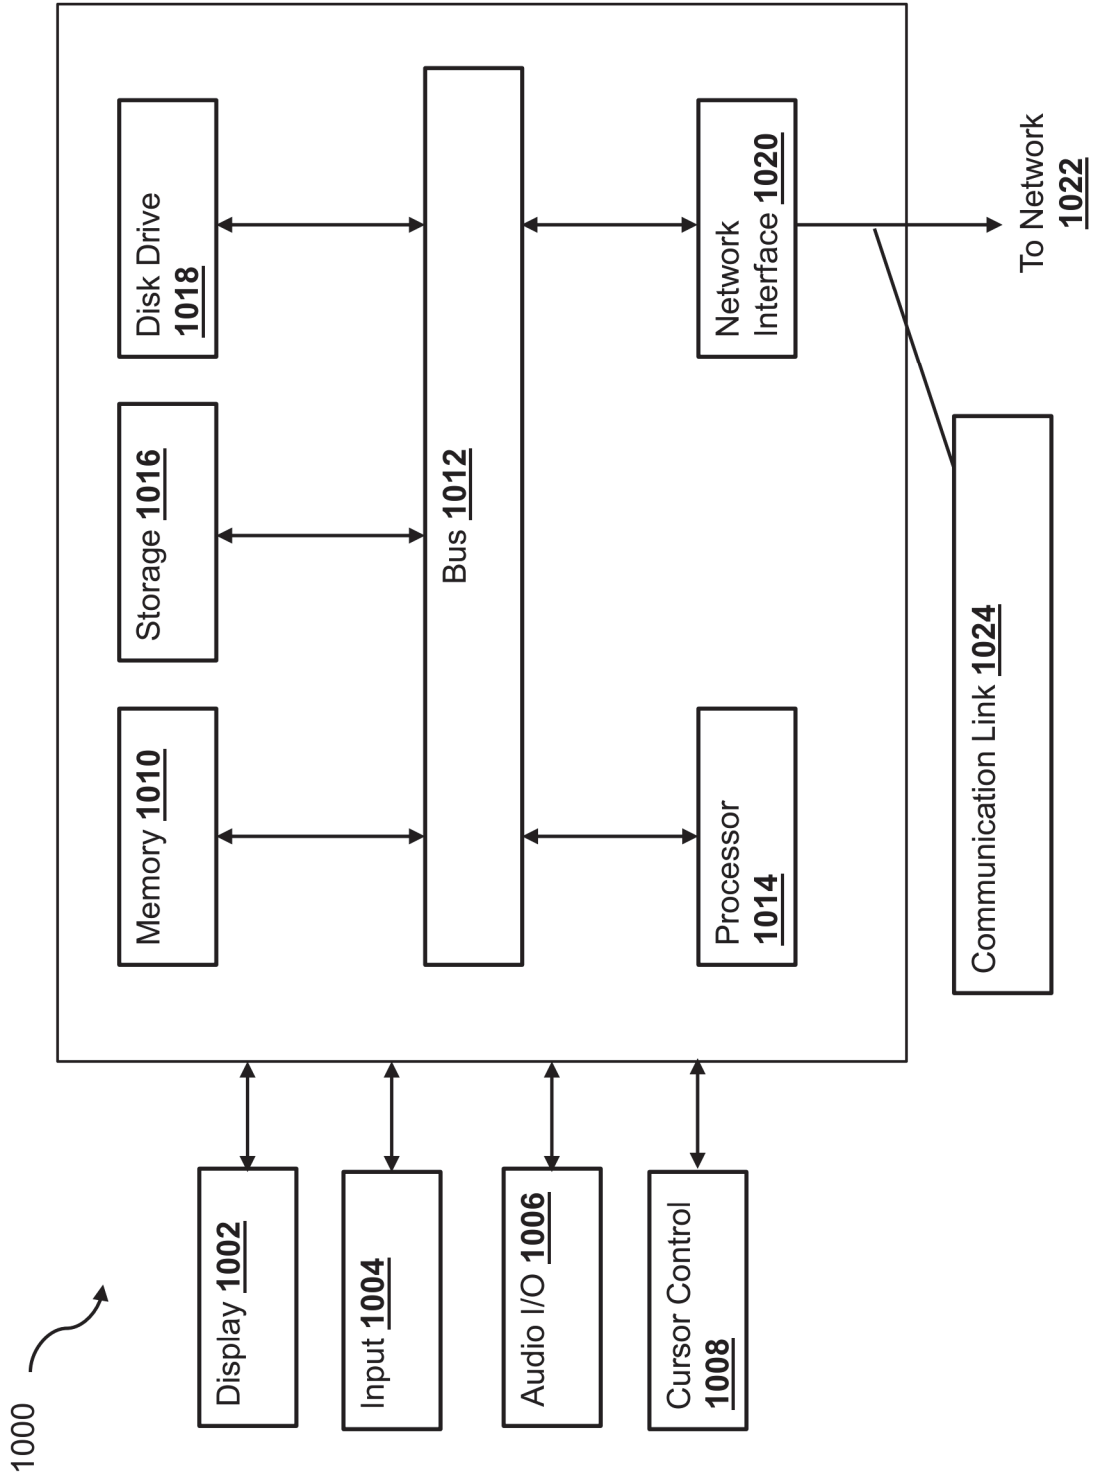 1000
Display 1002
Input 1004
Audio I/O 1006
Cursor Control
1008
Memory 1010
Storage 1016
Disk Drive
1018
Bus 1012
Processor
1014
Network
Interface 1020
Communication Link 1024
To Network
1022